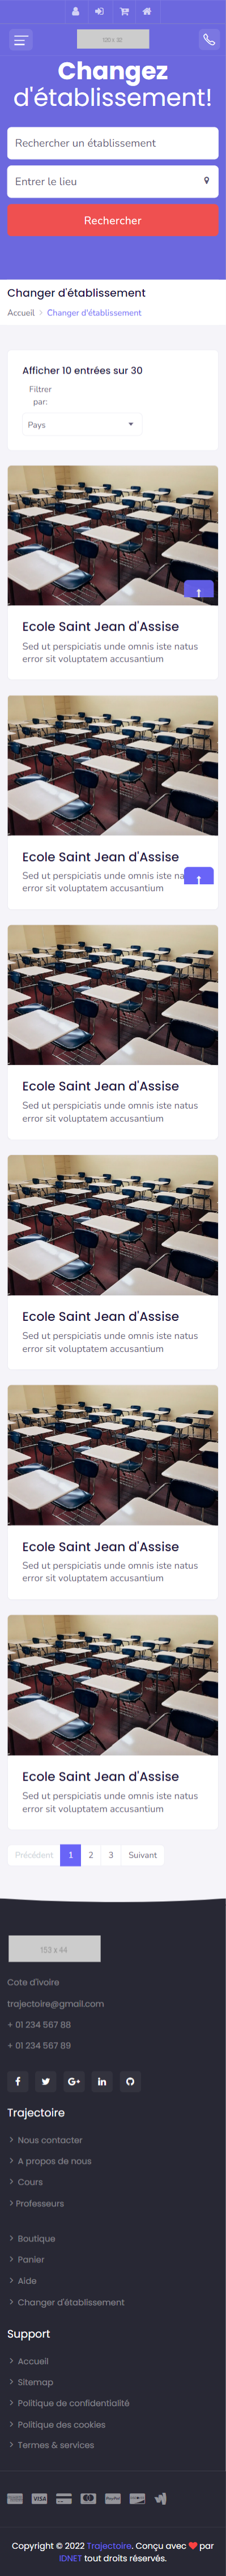 120 x 32
Changez
d'établissement!
Rechercher un établissement
Entrer le lieu
Rechercher
Changer d'établissement
Accueil > Changer d'établissement
Afficher 10 entrées sur 30
Filtrer
par:
Pays
Ecole Saint Jean d'Assise
Sed ut perspiciatis unde omnis iste natus
error sit voluptatem accusantium
Ecole Saint Jean d'Assise
Sed ut perspiciatis unde omnis iste na
error sit voluptatem accusantium
Ecole Saint Jean d'Assise
Sed ut perspiciatis unde omnis iste natus
error sit voluptatem accusantium
Ecole Saint Jean d'Assise
Sed ut perspiciatis unde omnis iste natus
error sit voluptatem accusantium
Ecole Saint Jean d'Assise
Sed ut perspiciatis unde omnis iste natus
error sit voluptatem accusantium
Ecole Saint Jean d'Assise
Sed ut perspiciatis unde omnis iste natus
error sit voluptatem accusantium
Précédent 1 2 3 Suivant
153 x 44
Cote d'ivoire
trajectoire@gmail.com
+ 01 234 567 88
+ 01 234 567 89
Trajectoire
> Nous contacter
> A propos de nous
> Cours
> Professeurs
> Boutique
> Panier
> Aide
> Changer d'établissement
Support
> Accueil
> Sitemap
> Politique de confidentialité
> Politique des cookies
> Termes & services
VISA PayPal
Copyright © 2022 Trajectoire. Conçu avec ❤ par
IDNET tout droits réservés.